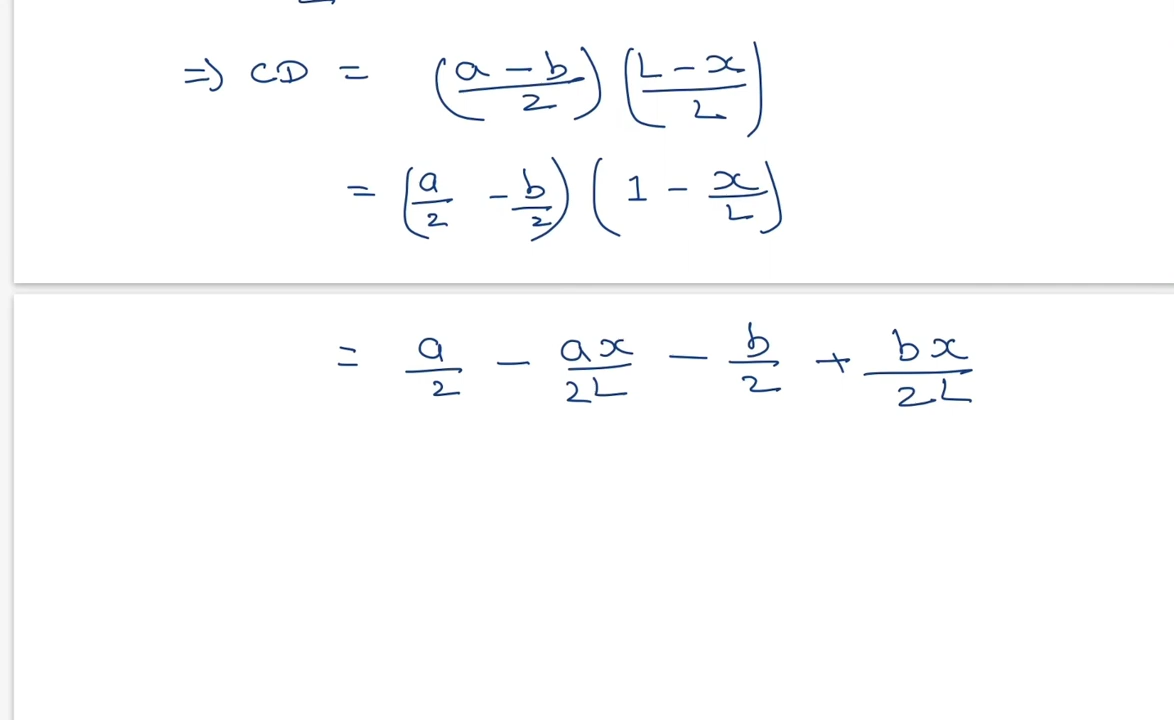 ⇒ CD = ((a - b)/2) ((L - x)/L)
= (a/2 - b/2) (1 - x/L)
= a/2 - ax/2L - b/2 + bx/2L